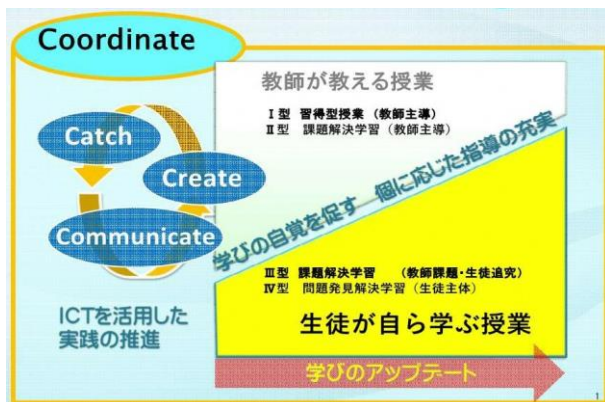 Coordinate
Catch
Create
Communicate
ICTを活用した
実践の推進
教師が教える授業
Ⅰ型 習得型授業（教師主導）
Ⅱ型 課題解決学習（教師主導）
学びの自覚を促す 個に応じた指導の充実
Ⅲ型 課題解決学習 （教師課題・生徒追究）
Ⅳ型 問題発見解決学習（生徒主体）
生徒が自ら学ぶ授業
学びのアップデート
1